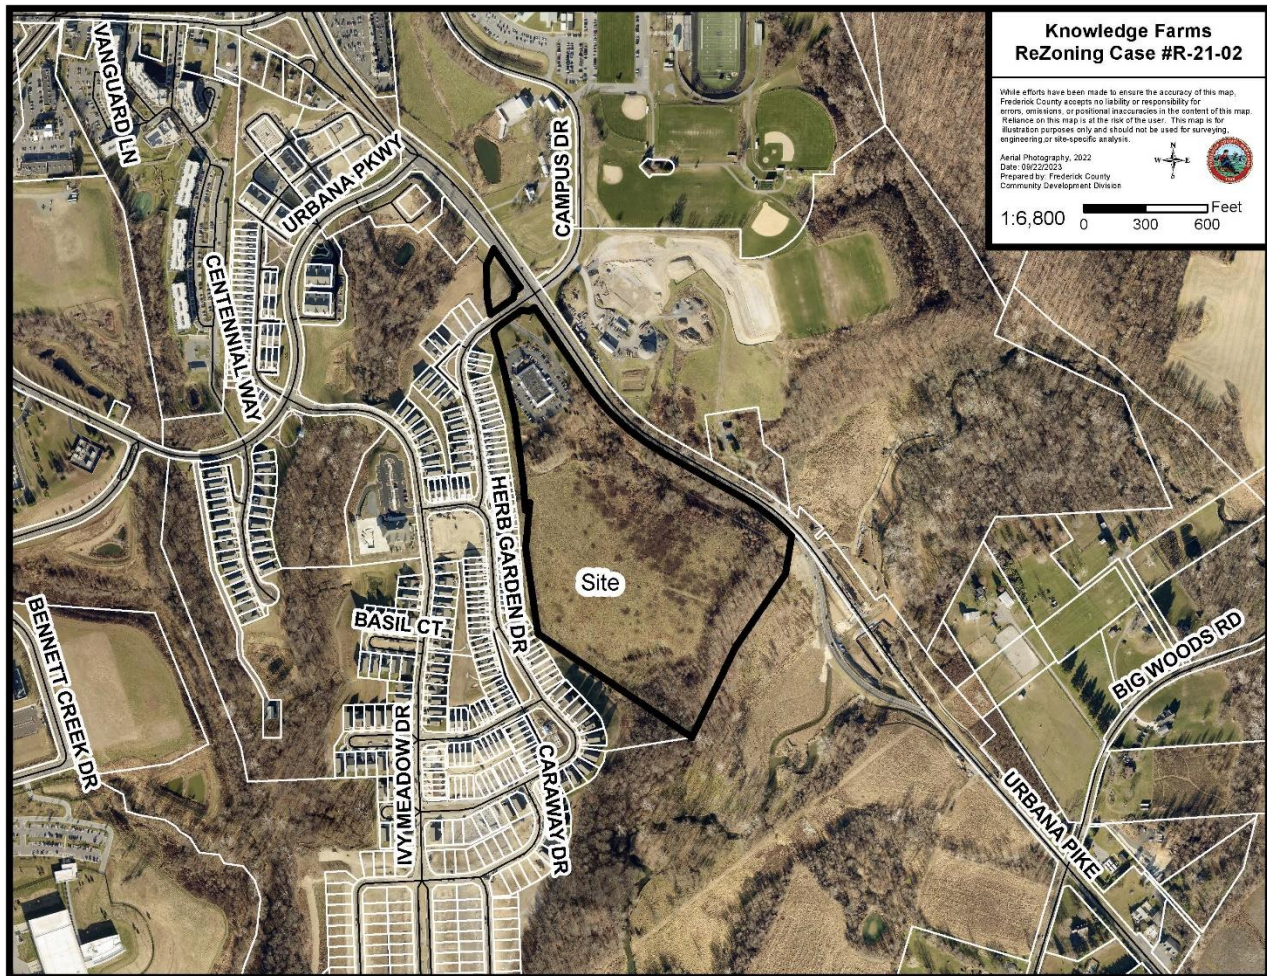 Knowledge Farms
ReZoning Case #R-21-02
While efforts have been made to ensure the accuracy of this map,
Frederick County accepts no liability or responsibility for
errors, omissions, or positional inaccuracies in the content of this map.
Reliance on this map is at the risk of the user. This map is for
illustration purposes only and should not be used for surveying,
engineering,or site-specific analysis.
Aerial Photography, 2022
Date: 09/22/2023
Prepared by: Frederick County
Community Development Division
N
W E
S
1:6,800
Feet
0 300 600
VANGUARD LN
URBANA PKWY
CAMPUS DR
CENTENNIAL WAY
HERB GARDEN DR
Site
BASIL CT
BENNETT CREEK DR
IVY MEADOW DR
CARAWAY DR
BIG WOODS RD
URBANA PIKE